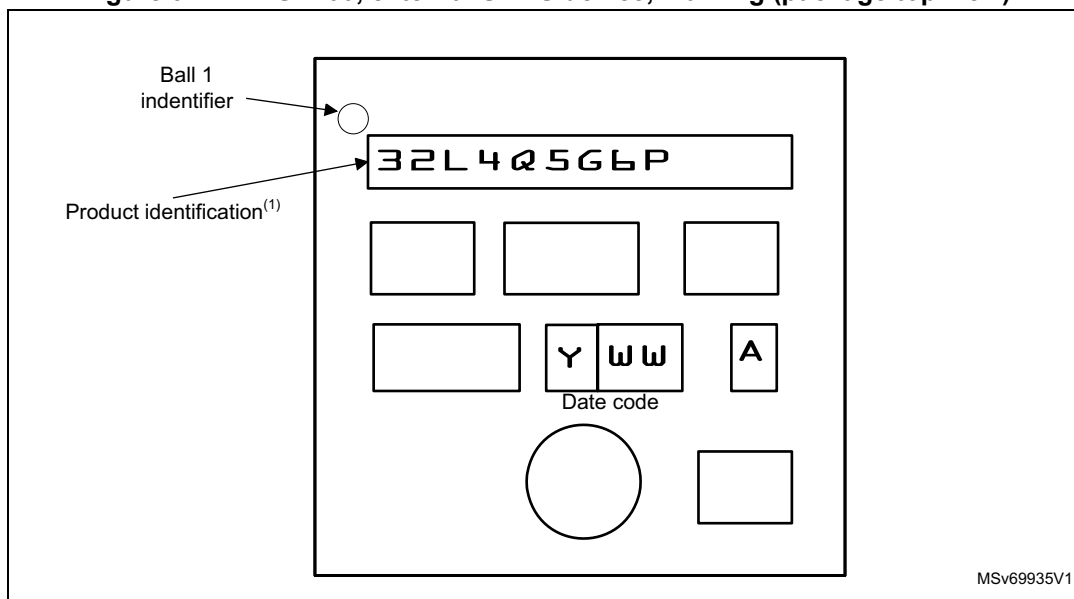 Ball 1
indentifier
32L4Q5G6P
Product identification(1)
Y WW A
Date code
MSv69935V1